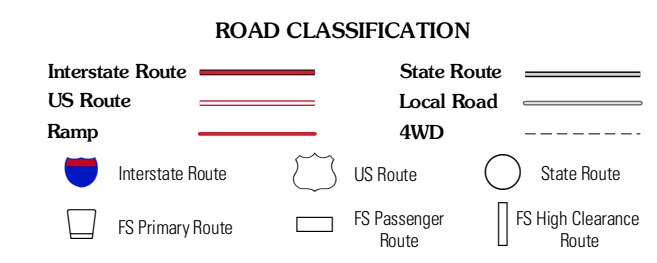 ROAD CLASSIFICATION
Interstate Route
State Route
US Route
Local Road
Ramp
4WD
Interstate Route
US Route
State Route
FS Primary Route
FS Passenger
Route
FS High Clearance
Route